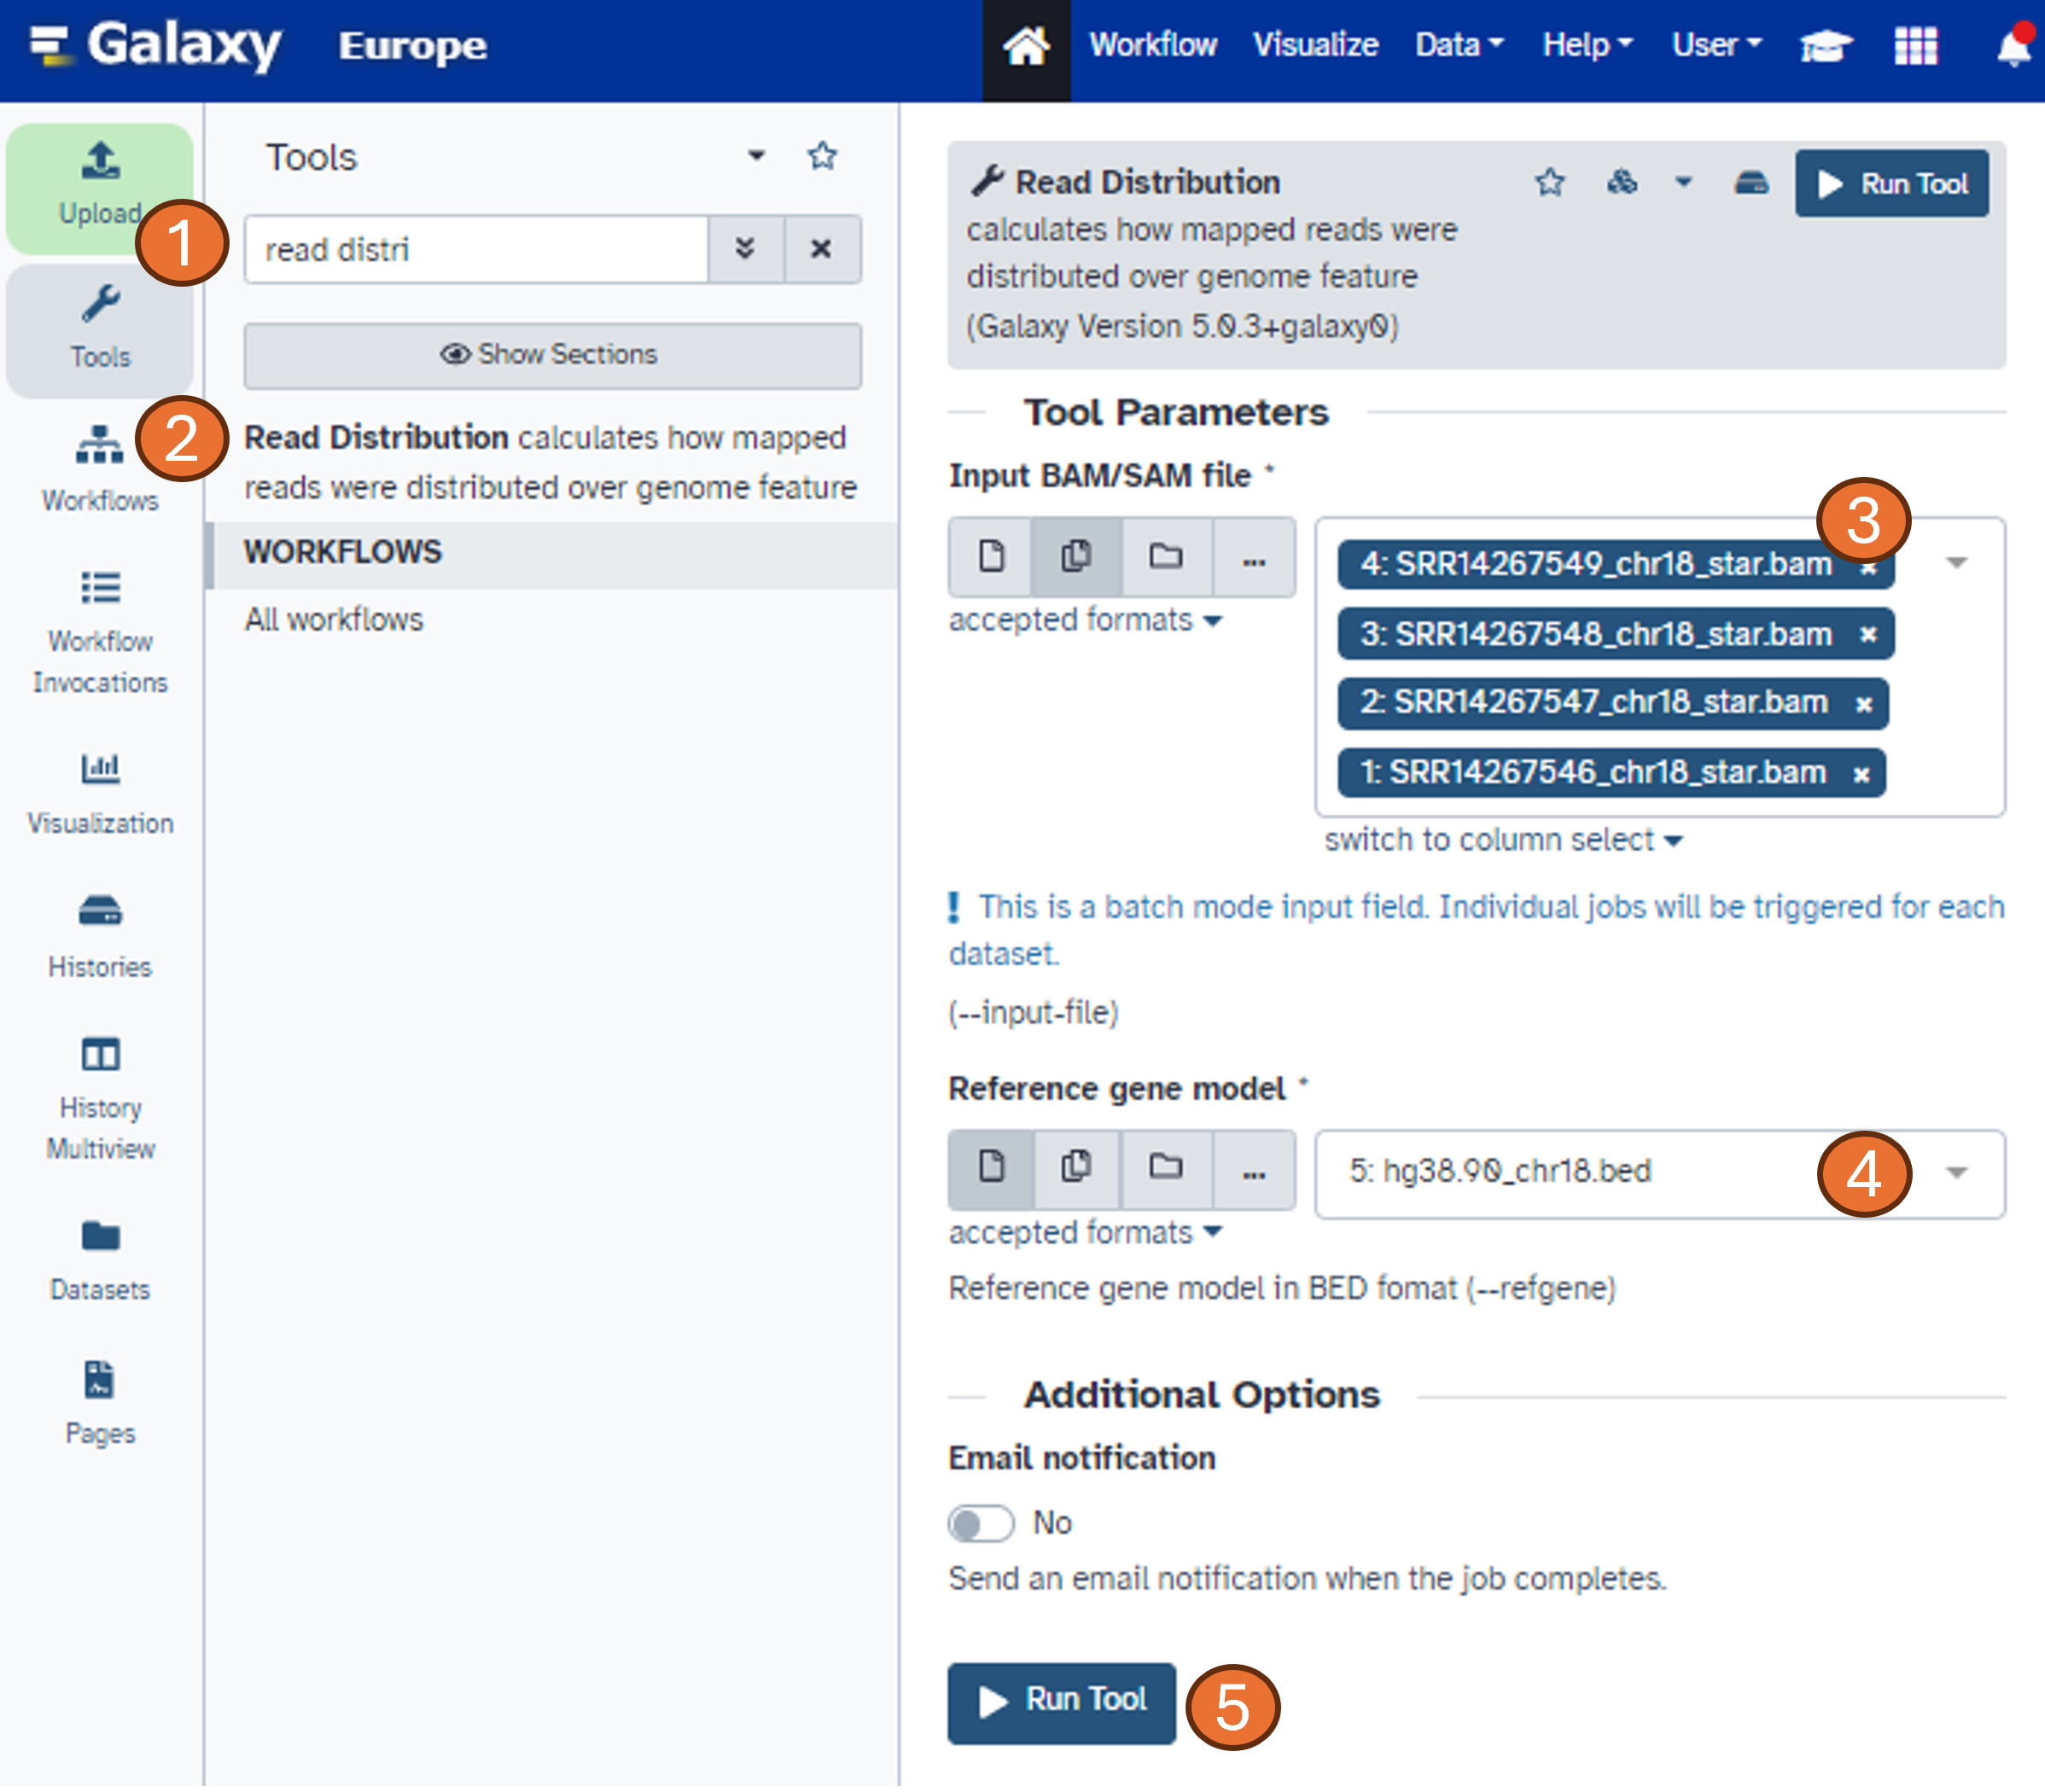 Galaxy Europe
Workflow Visualize Data Help User
Upload
Tools
Workflows
Workflow
Invocations
Visualization
Histories
History
Multiview
Datasets
Pages
Tools
1
read distri
Show Sections
2
Read Distribution calculates how mapped
reads were distributed over genome feature
WORKFLOWS
All workflows
Read Distribution
Run Tool
calculates how mapped reads were
distributed over genome feature
(Galaxy Version 5.0.3+galaxy0)
Tool Parameters
Input BAM/SAM file *
...
accepted formats
3
4: SRR14267549_chr18_star.bam ×
3: SRR14267548_chr18_star.bam ×
2: SRR14267547_chr18_star.bam ×
1: SRR14267546_chr18_star.bam ×
switch to column select
! This is a batch mode input field. Individual jobs will be triggered for each
dataset.
(--input-file)
Reference gene model *
...
5: hg38.90_chr18.bed
4
accepted formats
Reference gene model in BED fomat (--refgene)
Additional Options
Email notification
No
Send an email notification when the job completes.
Run Tool
5